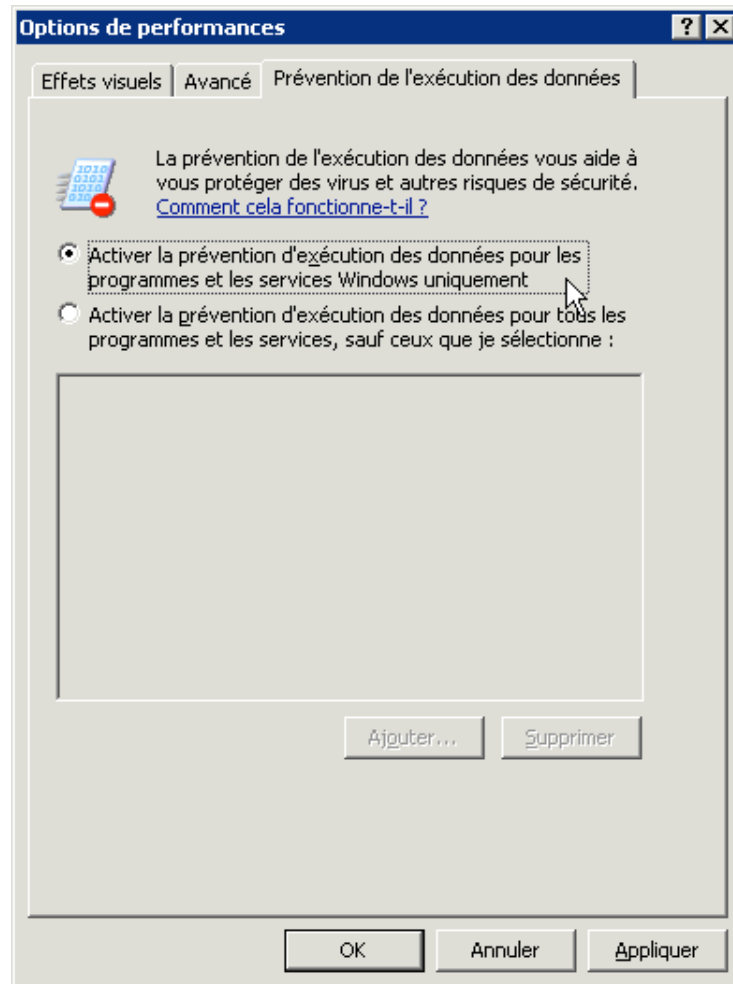 Options de performances
Effets visuels Avancé Prévention de l'exécution des données
La prévention de l'exécution des données vous aide à
vous protéger des virus et autres risques de sécurité.
Comment cela fonctionne-t-il ?
Activer la prévention d'exécution des données pour les
programmes et les services Windows uniquement
Activer la prévention d'exécution des données pour tous les
programmes et les services, sauf ceux que je sélectionne :
Ajouter... Supprimer
OK Annuler Appliquer